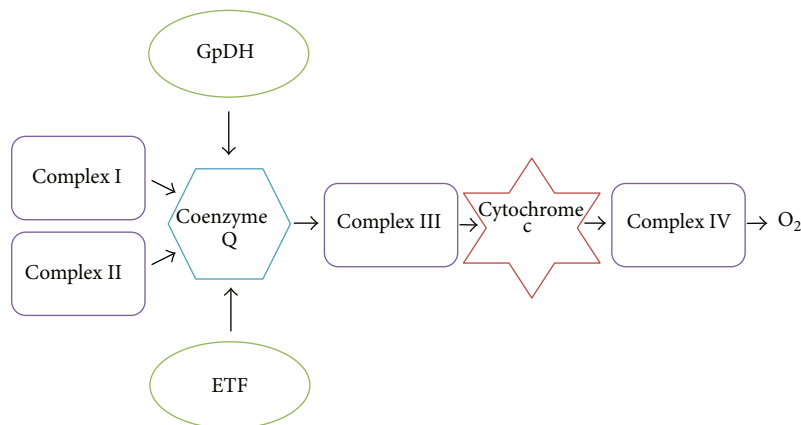 GpDH
Complex I
Complex II
Coenzyme
Q
Complex III
Cytochrome
c
Complex IV
O₂
ETF